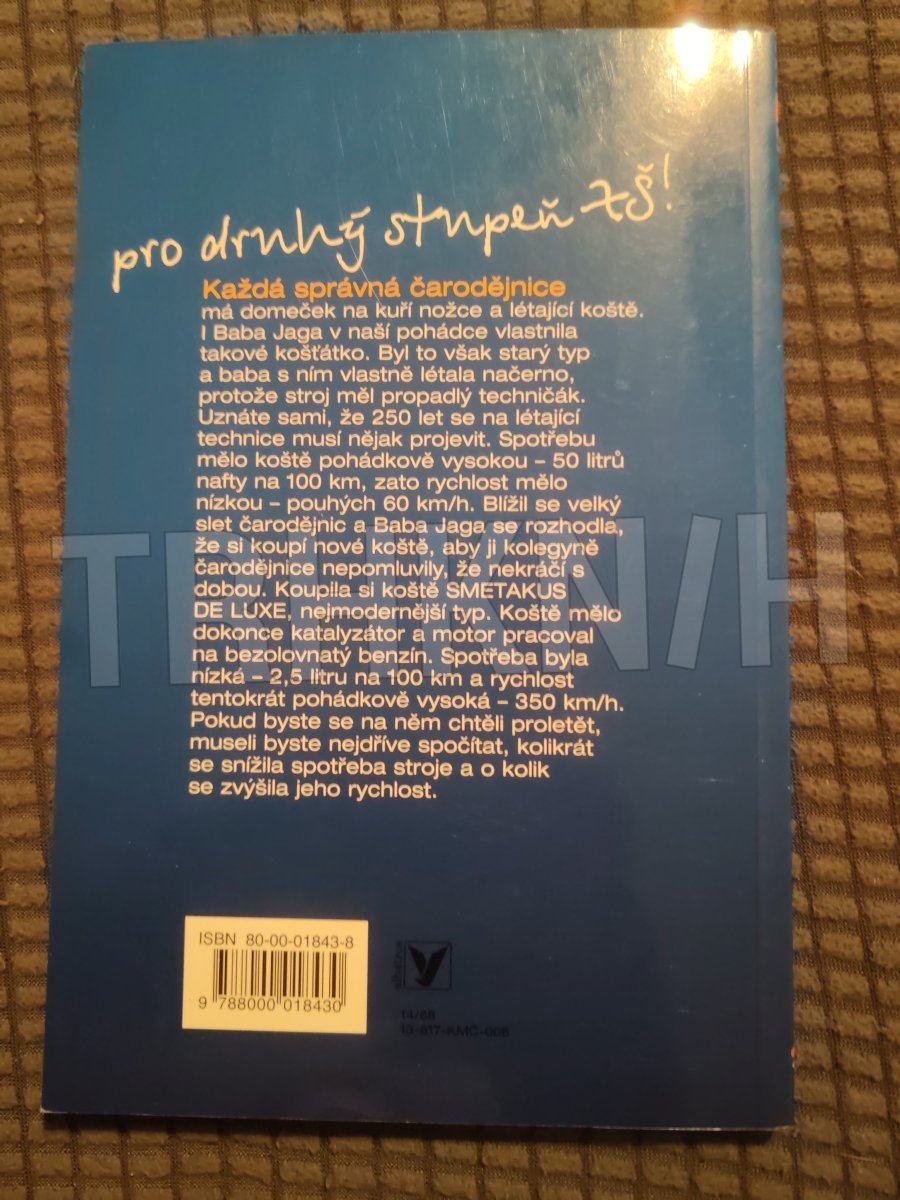 pro druhý stupeň ZŠ!
Každá správná čarodějnice
má domeček na kuří nožce a létající koště.
I Baba Jaga v naší pohádce vlastnila
takové košťátko. Byl to však starý typ
a baba s ním vlastně létala načerno,
protože stroj měl propadlý techničák.
Uznáte sami, že 250 let se na létající
technice musí nějak projevit. Spotřebu
mělo koště pohádkově vysokou – 50 litrů
nafty na 100 km, zato rychlost mělo
nízkou – pouhých 60 km/h. Blížil se velký
slet čarodějnic a Baba Jaga se rozhodla,
že si koupí nové koště, aby ji kolegyně
čarodějnice nepomluvily, že nekráčí s
dobou. Koupila si koště SMETAKUS
DE LUXE, nejmodernější typ. Koště mělo
dokonce katalyzátor a motor pracoval
na bezolovnatý benzín. Spotřeba byla
nízká – 2,5 litru na 100 km a rychlost
tentokrát pohádkově vysoká – 350 km/h.
Pokud byste se na něm chtěli proletět,
museli byste nejdříve spočítat, kolikrát
se snížila spotřeba stroje a o kolik
se zvýšila jeho rychlost.
TRHKN/H
ISBN 80-00-01843-8
9 788000 018430
albatros
14/68
13-817-KMČ-006